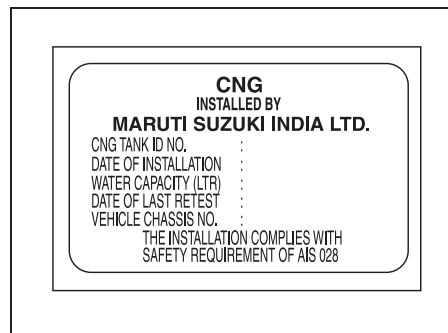 CNG
INSTALLED BY
MARUTI SUZUKI INDIA LTD.
CNG TANK ID NO. :
DATE OF INSTALLATION :
WATER CAPACITY (LTR) :
DATE OF LAST RETEST :
VEHICLE CHASSIS NO. :
THE INSTALLATION COMPLIES WITH
SAFETY REQUIREMENT OF AIS 028